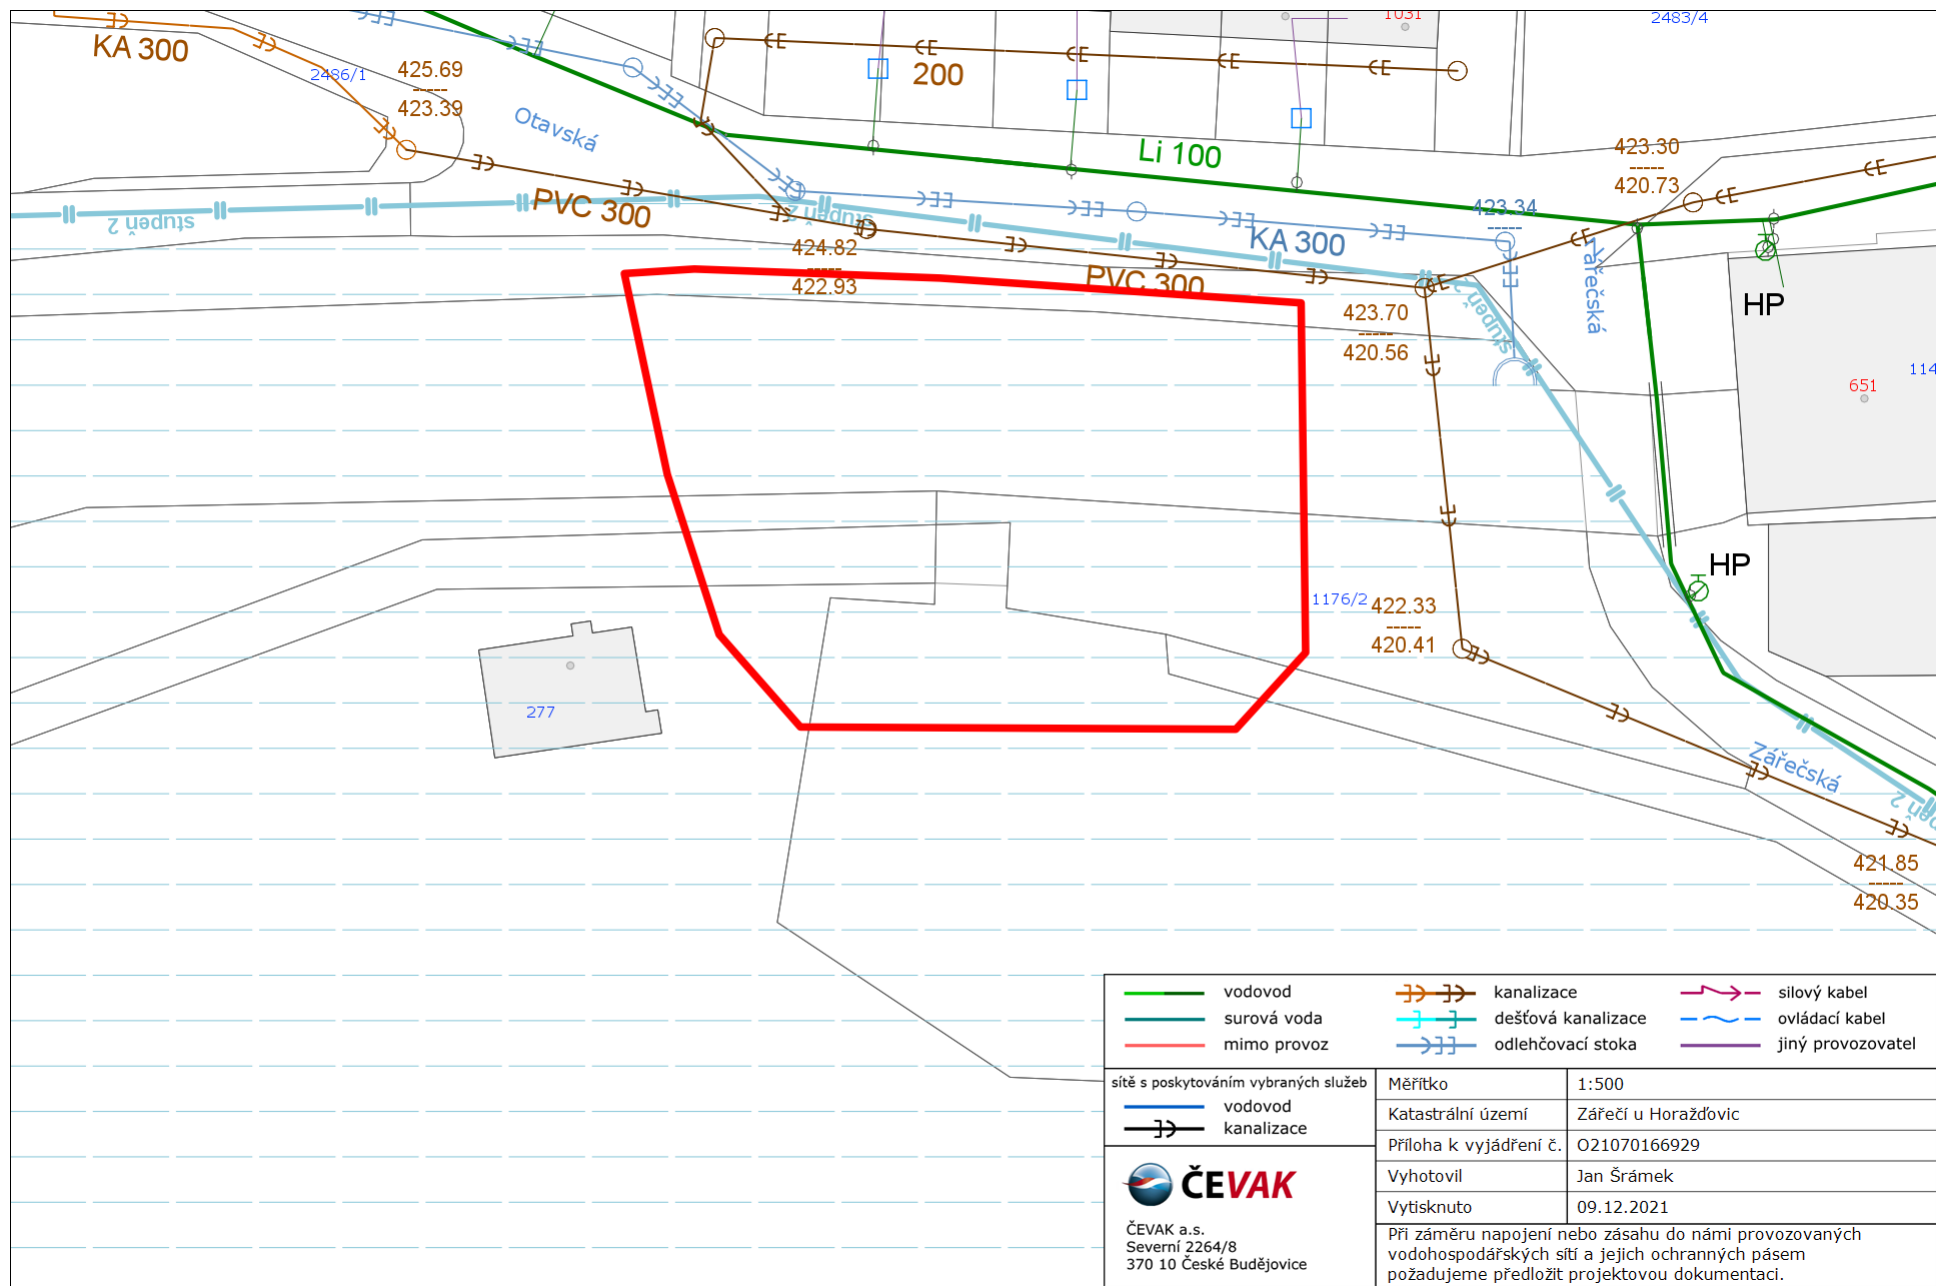 1031
2483/4
KA 300
2486/1
425.69
-----
423.39
200
Otavská
Li 100
423.30
-----
420.73
PVC 300
stupeň 2
stupeň 2
423.34
-----
KA 300
424.82
-----
422.93
PVC 300
Zářečská
HP
stupeň 2
423.70
-----
420.56
651
114
HP
1176/2
422.33
-----
420.41
277
Zářečská
421.85
-----
420.35
vodovod
surová voda
mimo provoz
kanalizace
dešťová kanalizace
odlehčovací stoka
silový kabel
ovládací kabel
jiný provozovatel
sítě s poskytováním vybraných služeb
vodovod
kanalizace
Měřítko 1:500
Katastrální území Zářečí u Horažďovic
Příloha k vyjádření č. O21070166929
Vyhotovil Jan Šrámek
Vytisknuto 09.12.2021
ČEVAK
ČEVAK a.s.
Severní 2264/8
370 10 České Budějovice
Při záměru napojení nebo zásahu do námi provozovaných
vodohospodářských sítí a jejich ochranných pásem
požadujeme předložit projektovou dokumentaci.